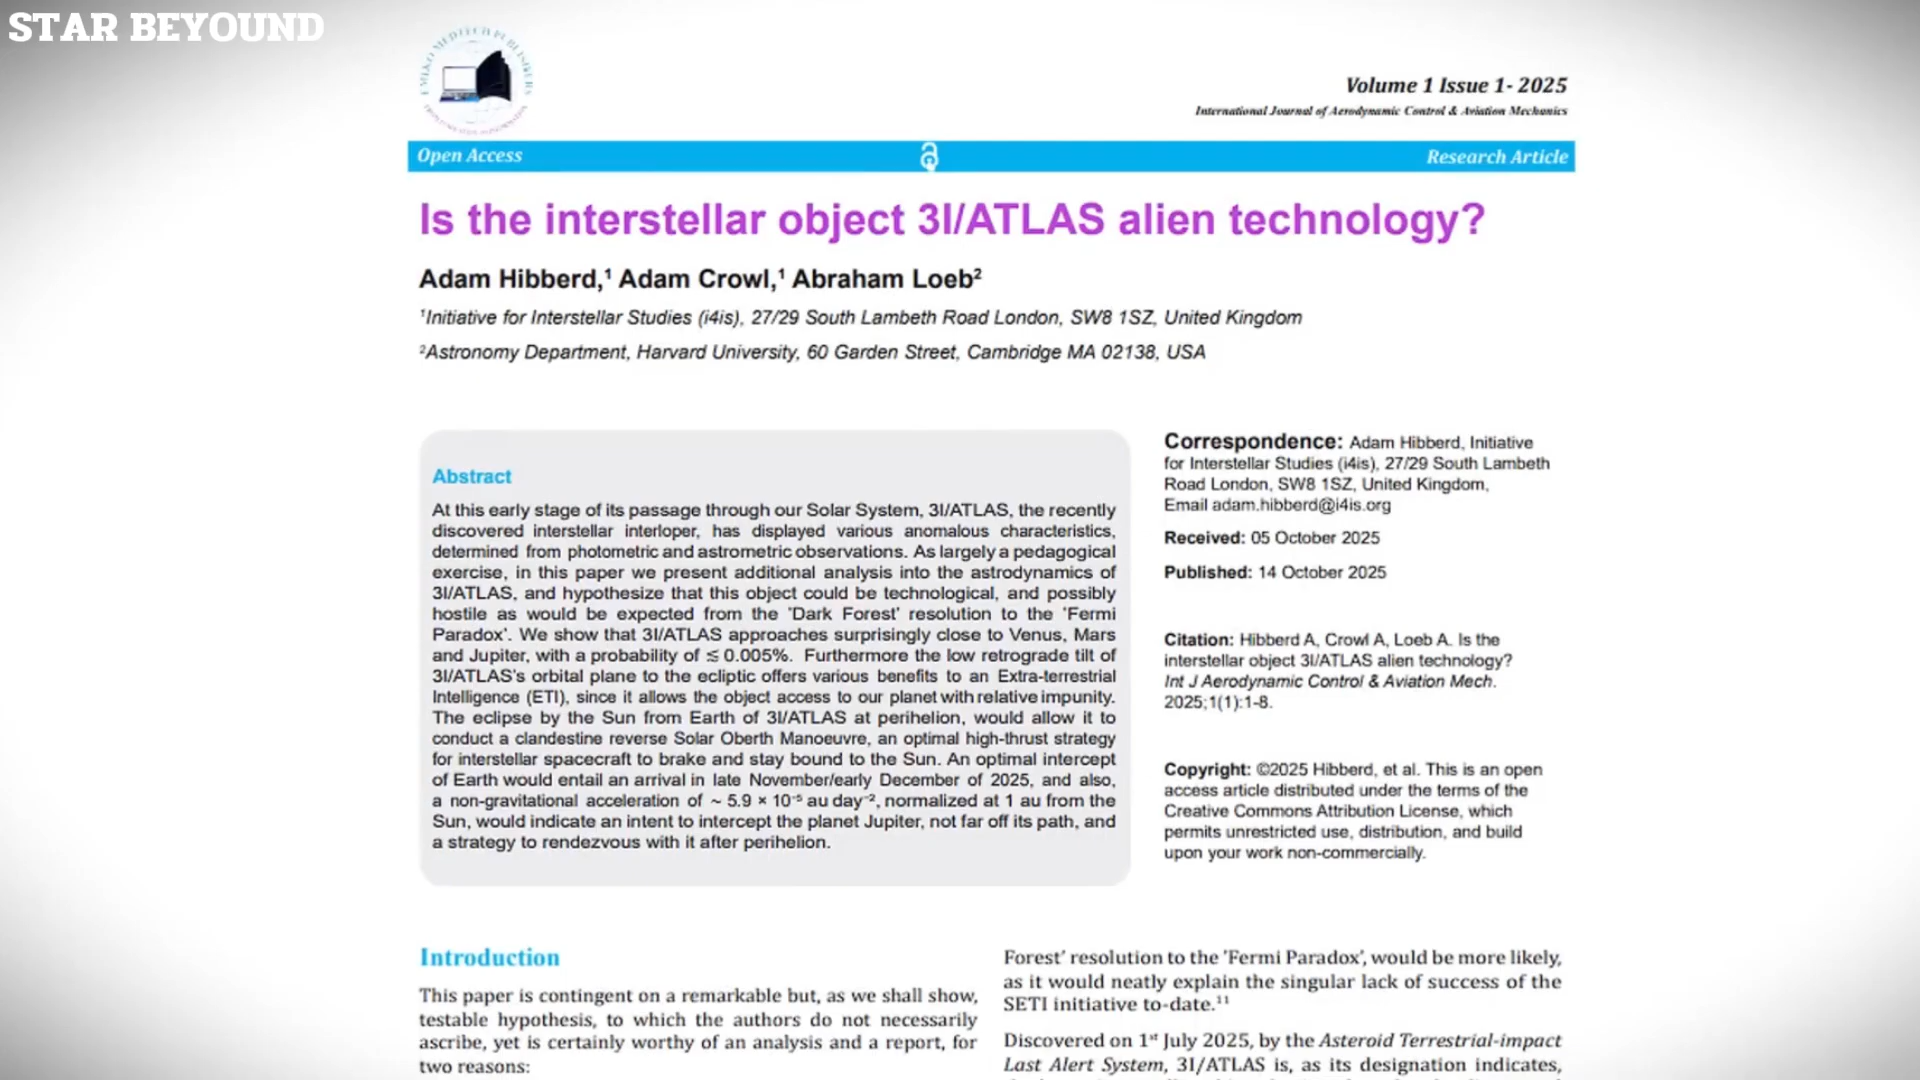 STAR BEYOUND
Volume 1 Issue 1- 2025
International Journal of Aerodynamic Control & Aviation Mechanics
Open Access
Research Article
Is the interstellar object 3I/ATLAS alien technology?
Adam Hibberd,¹ Adam Crowl,¹ Abraham Loeb²
¹Initiative for Interstellar Studies (i4is), 27/29 South Lambeth Road London, SW8 1SZ, United Kingdom
²Astronomy Department, Harvard University, 60 Garden Street, Cambridge MA 02138, USA
Abstract
At this early stage of its passage through our Solar System, 3I/ATLAS, the recently
discovered interstellar interloper, has displayed various anomalous characteristics,
determined from photometric and astrometric observations. As largely a pedagogical
exercise, in this paper we present additional analysis into the astrodynamics of
3I/ATLAS, and hypothesize that this object could be technological, and possibly
hostile as would be expected from the 'Dark Forest' resolution to the 'Fermi
Paradox'. We show that 3I/ATLAS approaches surprisingly close to Venus, Mars
and Jupiter, with a probability of ≲ 0.005%. Furthermore the low retrograde tilt of
3I/ATLAS's orbital plane to the ecliptic offers various benefits to an Extra-terrestrial
Intelligence (ETI), since it allows the object access to our planet with relative impunity.
The eclipse by the Sun from Earth of 3I/ATLAS at perihelion, would allow it to
conduct a clandestine reverse Solar Oberth Manoeuvre, an optimal high-thrust strategy
for interstellar spacecraft to brake and stay bound to the Sun. An optimal intercept
of Earth would entail an arrival in late November/early December of 2025, and also,
a non-gravitational acceleration of ~ 5.9 × 10⁻⁵ au day⁻², normalized at 1 au from the
Sun, would indicate an intent to intercept the planet Jupiter, not far off its path, and
a strategy to rendezvous with it after perihelion.
Correspondence: Adam Hibberd, Initiative
for Interstellar Studies (i4is), 27/29 South Lambeth
Road London, SW8 1SZ, United Kingdom,
Email adam.hibberd@i4is.org
Received: 05 October 2025
Published: 14 October 2025
Citation: Hibberd A, Crowl A, Loeb A. Is the
interstellar object 3I/ATLAS alien technology?
Int J Aerodynamic Control & Aviation Mech.
2025;1(1):1-8.
Copyright: ©2025 Hibberd, et al. This is an open
access article distributed under the terms of the
Creative Commons Attribution License, which
permits unrestricted use, distribution, and build
upon your work non-commercially.
Introduction
This paper is contingent on a remarkable but, as we shall show,
testable hypothesis, to which the authors do not necessarily
ascribe, yet is certainly worthy of an analysis and a report, for
two reasons:
Forest' resolution to the 'Fermi Paradox', would be more likely,
as it would neatly explain the singular lack of success of the
SETI initiative to-date.¹¹
Discovered on 1ˢᵗ July 2025, by the Asteroid Terrestrial-impact
Last Alert System, 3I/ATLAS is, as its designation indicates,